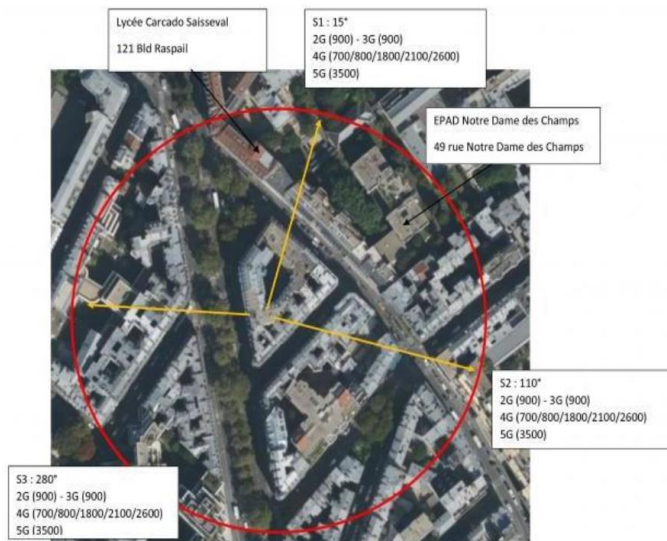 Lycée Carcado Saisseval
121 Bld Raspail
S1 : 15°
2G (900) - 3G (900)
4G (700/800/1800/2100/2600)
5G (3500)
EPAD Notre Dame des Champs
49 rue Notre Dame des Champs
S2 : 110°
2G (900) - 3G (900)
4G (700/800/1800/2100/2600)
5G (3500)
S3 : 280°
2G (900) - 3G (900)
4G (700/800/1800/2100/2600)
5G (3500)